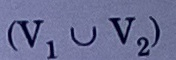 (V₁ ∪ V₂)